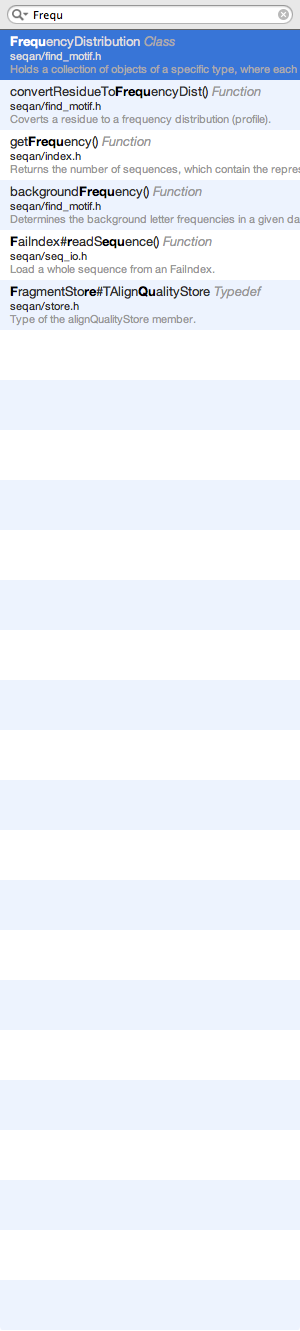 Frequ
FrequencyDistribution Class
seqan/find_motif.h
Holds a collection of objects of a specific type, where each
convertResidueToFrequencyDist() Function
seqan/find_motif.h
Coverts a residue to a frequency distribution (profile).
getFrequency() Function
seqan/index.h
Returns the number of sequences, which contain the repres
backgroundFrequency() Function
seqan/find_motif.h
Determines the background letter frequencies in a given da
FaiIndex#readSequence() Function
seqan/seq_io.h
Load a whole sequence from an FaiIndex.
FragmentStore#TAlignQualityStore Typedef
seqan/store.h
Type of the alignQualityStore member.